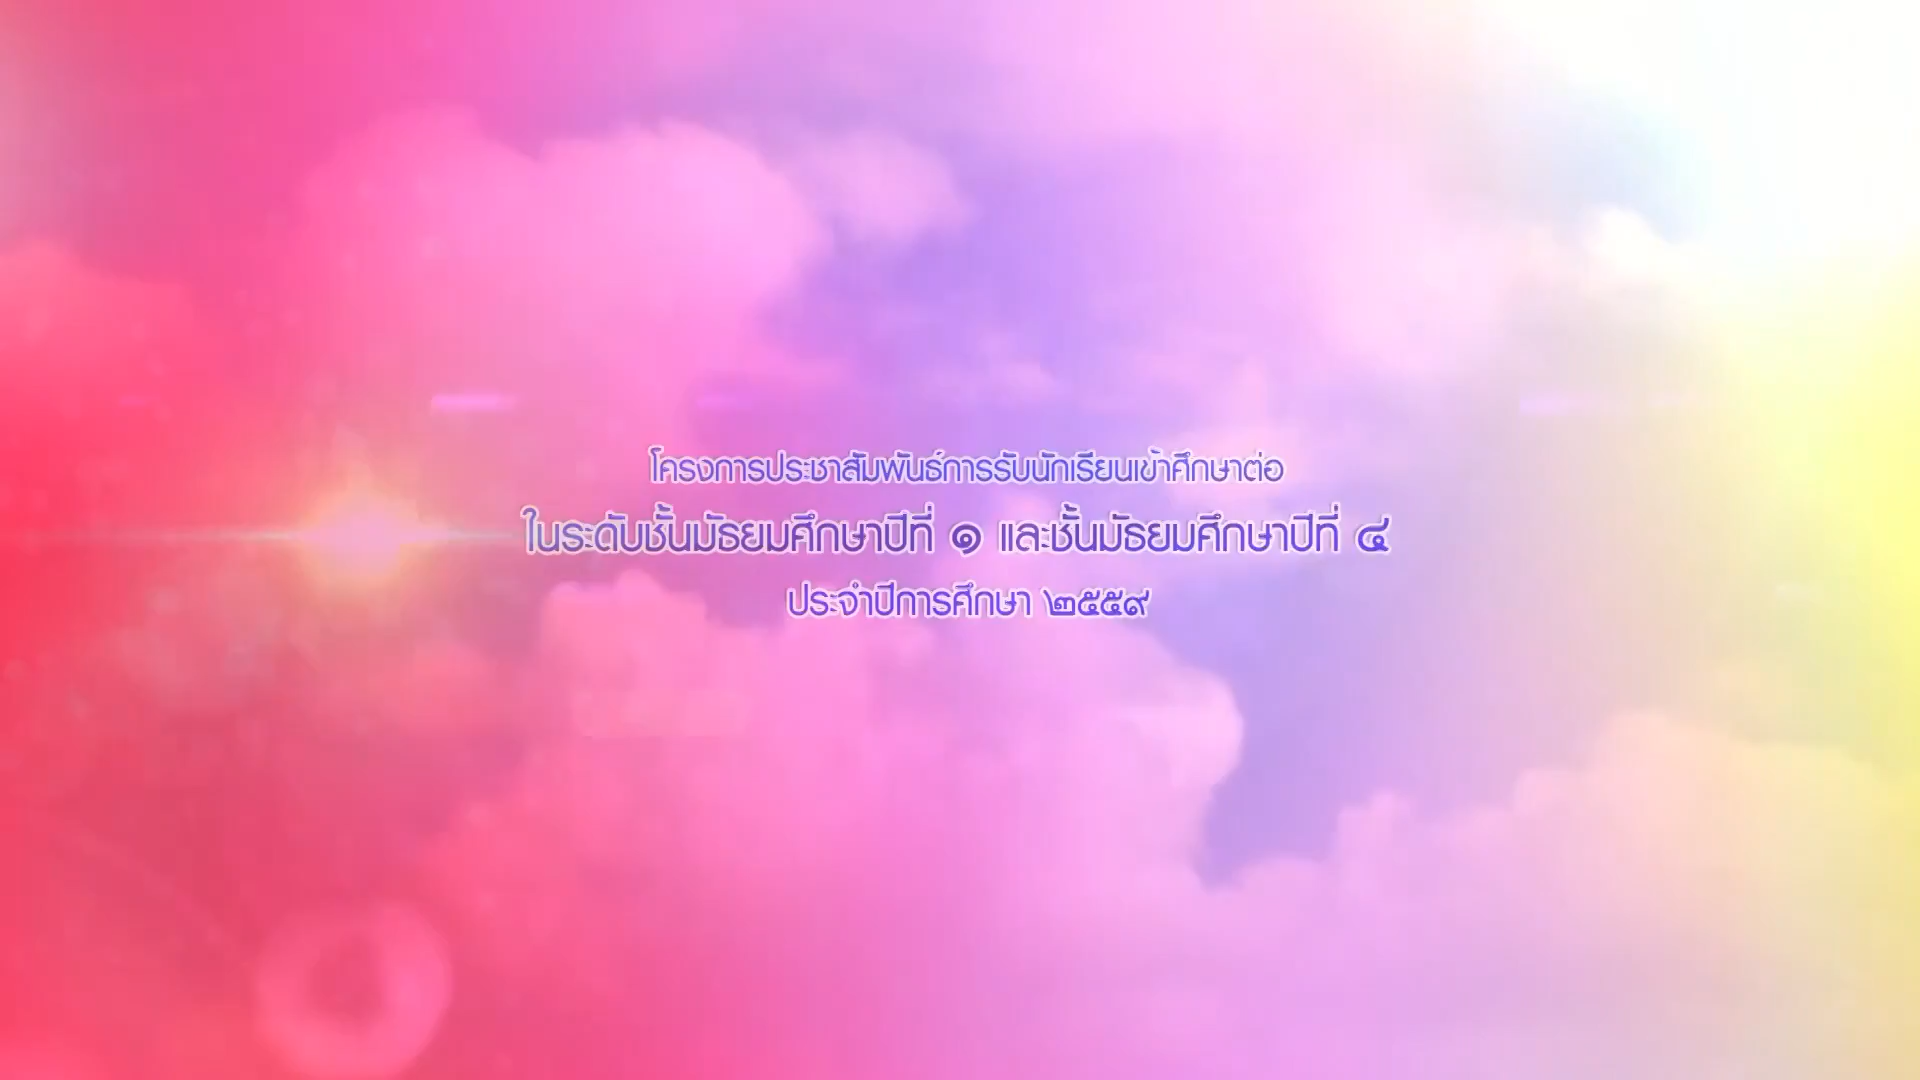 โครงการประชาสัมพันธ์การรับนักเรียนเข้าศึกษาต่อ
ในระดับชั้นมัธยมศึกษาปีที่ ๑ และชั้นมัธยมศึกษาปีที่ ๔
ประจำปีการศึกษา ๒๕๕๙